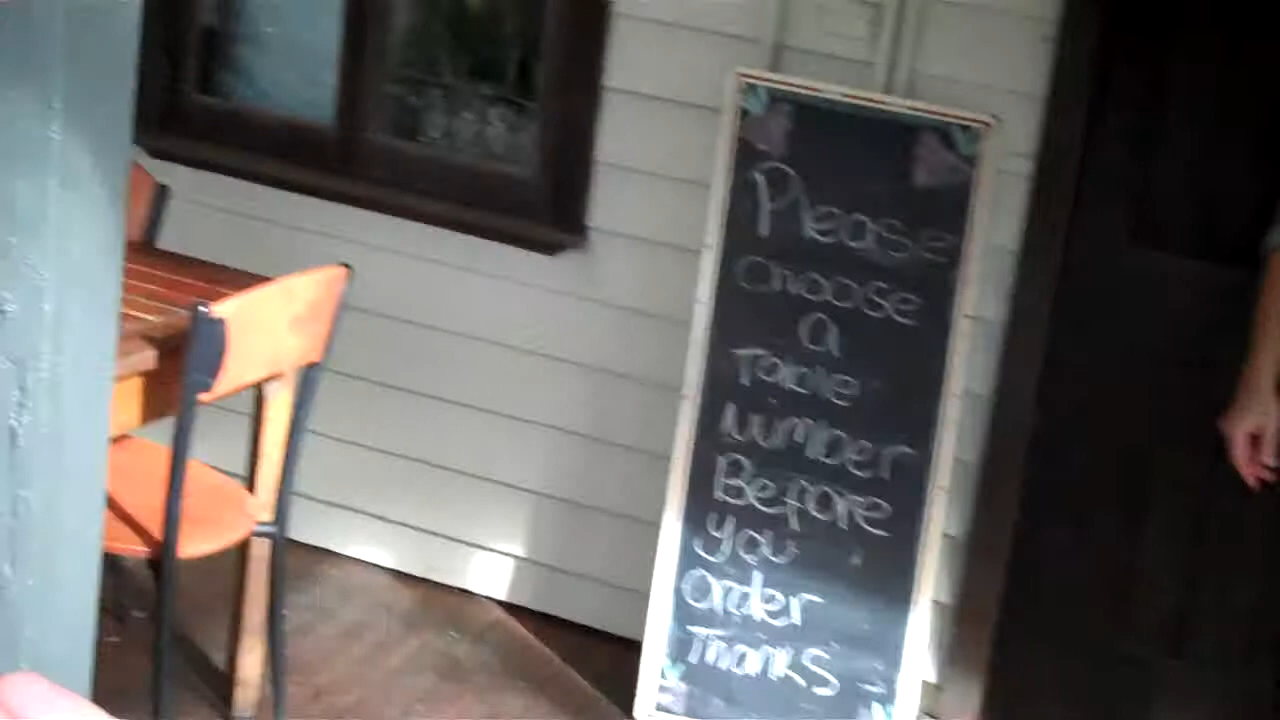 Please
choose
a
Table
Number
Before
you
order
Thanks